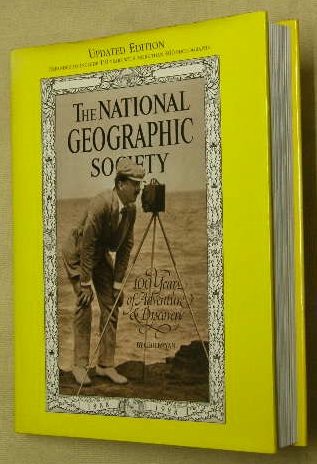 UPDATED EDITION
THE NATIONAL
GEOGRAPHIC
SOCIETY
100 Years
of Adventure
& Discovery